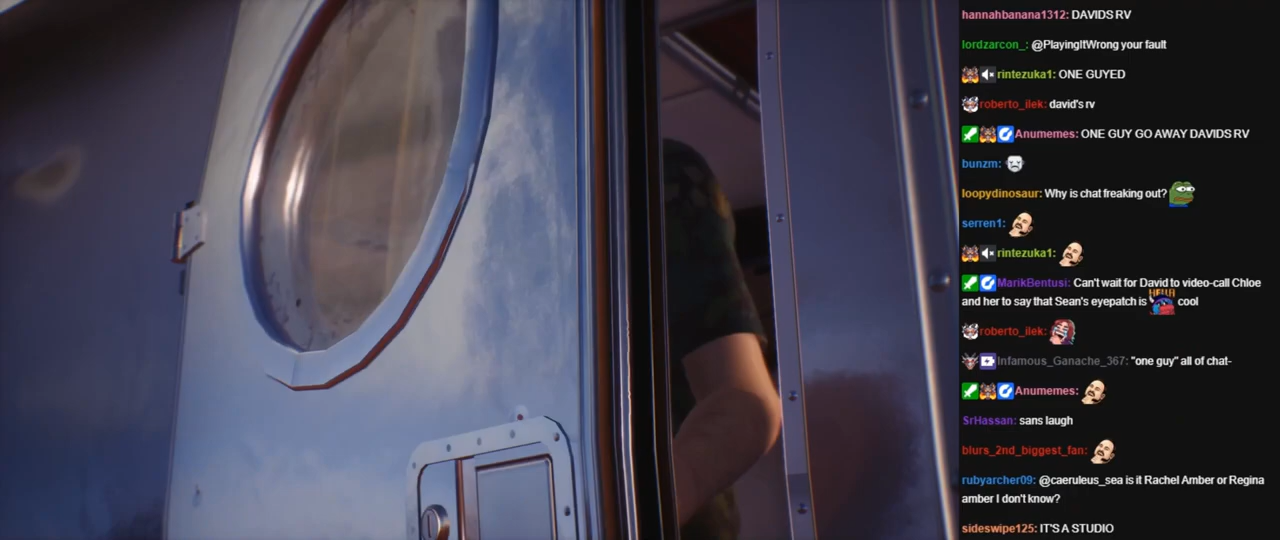 hannahbanana1312: DAVIDS RV
lordzarcon_: @PlayingItWrong your fault
rintezuka1: ONE GUYED
roberto_ilek: david's rv
Anumemes: ONE GUY GO AWAY DAVIDS RV
bunzm:
loopydinosaur: Why is chat freaking out?
serren1:
rintezuka1:
MarikBentusi: Can't wait for David to video-call Chloe
and her to say that Sean's eyepatch is HELLA cool
roberto_ilek:
Infamous_Ganache_367: "one guy" all of chat-
Anumemes:
SrHassan: sans laugh
blurs_2nd_biggest_fan:
rubyarcher09: @caeruleus_sea is it Rachel Amber or Regina
amber I don't know?
sideswipe125: IT'S A STUDIO